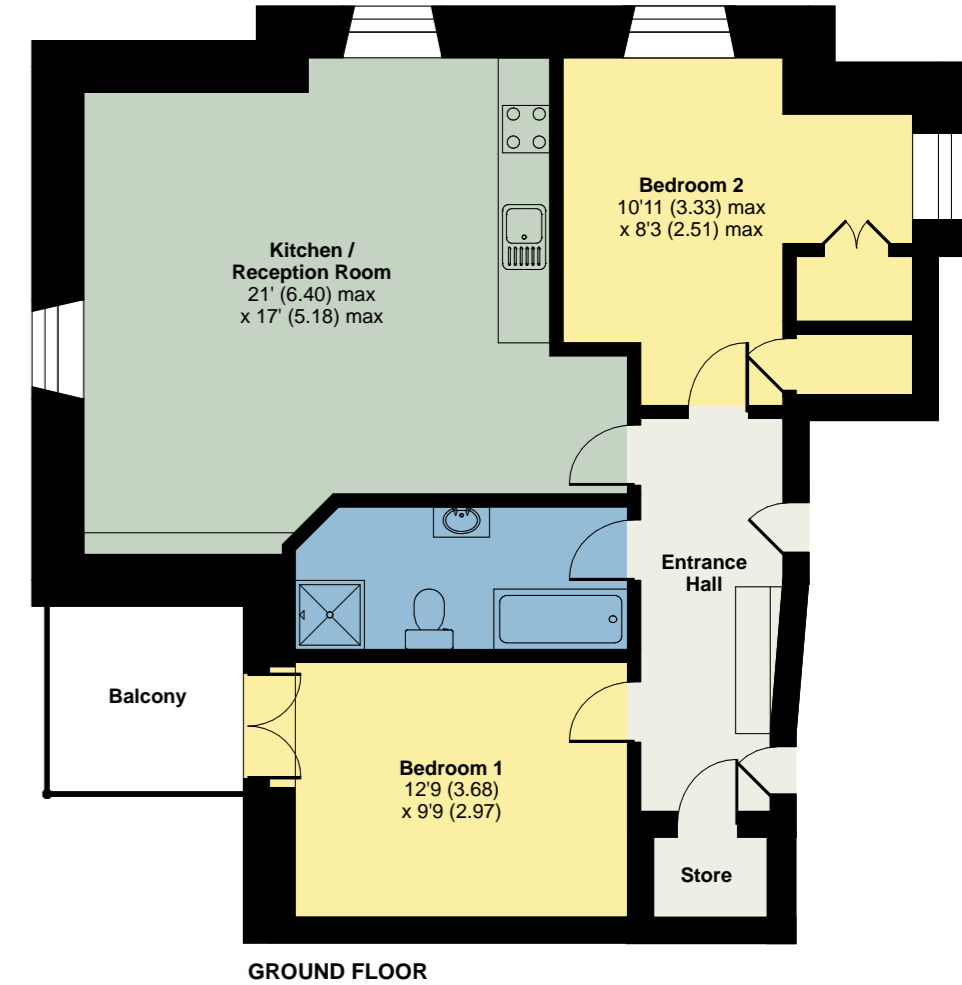 Bedroom 2
10'11 (3.33) max
x 8'3 (2.51) max
Kitchen /
Reception Room
21' (6.40) max
x 17' (5.18) max
Entrance
Hall
Balcony
Bedroom 1
12'9 (3.68)
x 9'9 (2.97)
Store
GROUND FLOOR